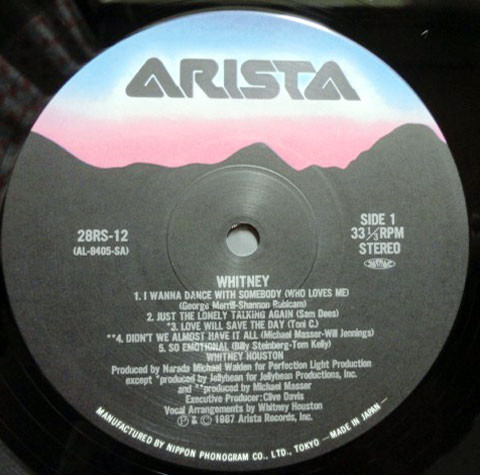 ARISTA
28RS-12
(AL-8405-SA)
SIDE 1
33 1/3 RPM
STEREO
WHITNEY
1. I WANNA DANCE WITH SOMEBODY (WHO LOVES ME)
(George Merrill-Shannon Rubicam)
2. JUST THE LONELY TALKING AGAIN (Sam Dees)
*3. LOVE WILL SAVE THE DAY (Toni C.)
**4. DIDN'T WE ALMOST HAVE IT ALL (Michael Masser-Will Jennings)
5. SO EMOTIONAL (Billy Steinberg-Tom Kelly)
WHITNEY HOUSTON
Produced by Narada Michael Walden for Perfection Light Production
except *produced by Jellybean for Jellybean Productions, Inc.
and **produced by Michael Masser
Executive Producer: Clive Davis
Vocal Arrangements by Whitney Houston
℗ & © 1987 Arista Records, Inc.
MANUFACTURED BY NIPPON PHONOGRAM CO., LTD., TOKYO —MADE IN JAPAN—